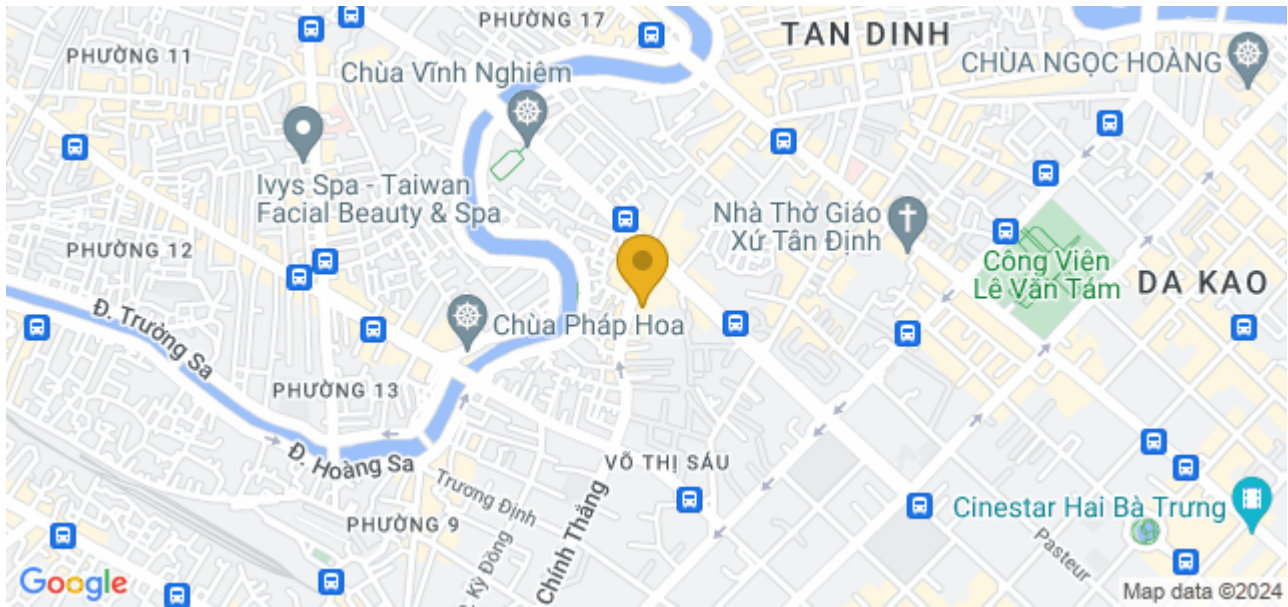 PHƯỜNG 17
TAN DINH
PHƯỜNG 11
CHÙA NGỌC HOÀNG
Chùa Vĩnh Nghiêm
Ivys Spa - Taiwan
Facial Beauty & Spa
Nhà Thờ Giáo
Xứ Tân Định
PHƯỜNG 12
Công Viên
Lê Văn Tám
DA KAO
Đ. Trường Sa
Chùa Pháp Hoa
PHƯỜNG 13
Đ. Hoàng Sa
VÕ THỊ SÁU
Trương Định
PHƯỜNG 9
Kỳ Đồng
Chính Thắng
Cinestar Hai Bà Trưng
Pasteur
Google
Map data ©2024